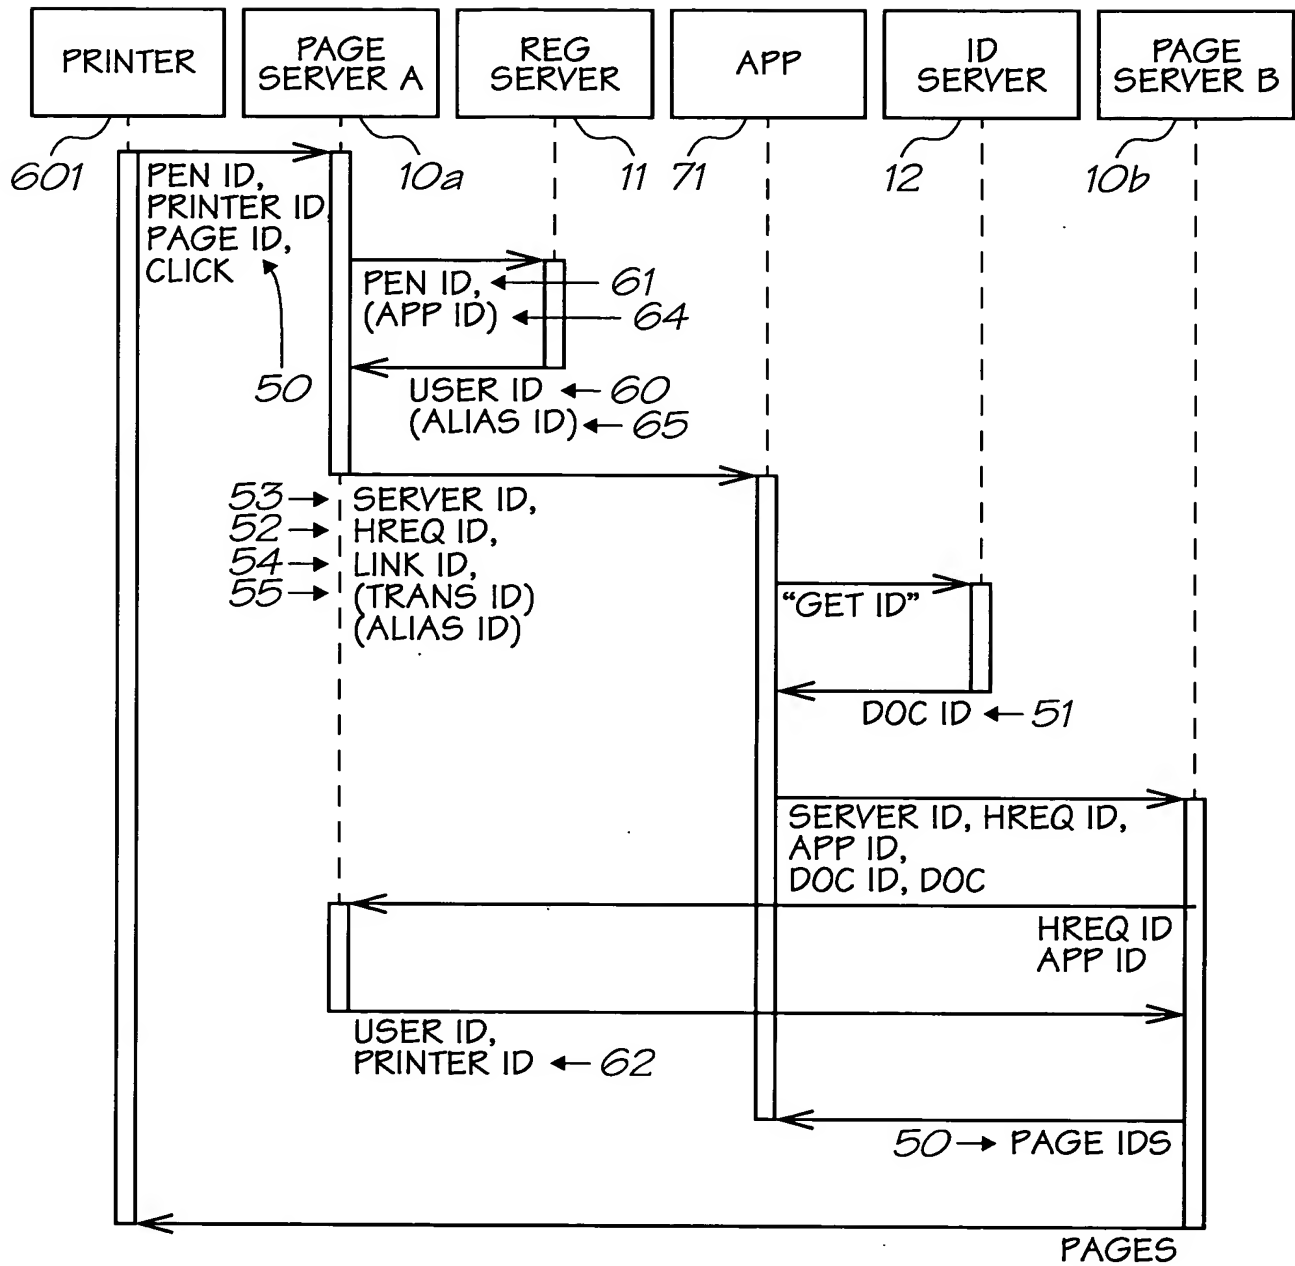 PRINTER
PAGE
SERVER A
REG
SERVER
APP
ID
SERVER
PAGE
SERVER B
601
10a
11
71
12
10b
PEN ID,
PRINTER ID
PAGE ID,
CLICK
50
PEN ID,
61
(APP ID)
64
USER ID
60
(ALIAS ID)
65
53
SERVER ID,
52
HREQ ID,
54
LINK ID,
55
(TRANS ID)
(ALIAS ID)
"GET ID"
DOC ID
51
SERVER ID, HREQ ID,
APP ID,
DOC ID, DOC
HREQ ID
APP ID
USER ID,
PRINTER ID
62
50
PAGE IDS
PAGES